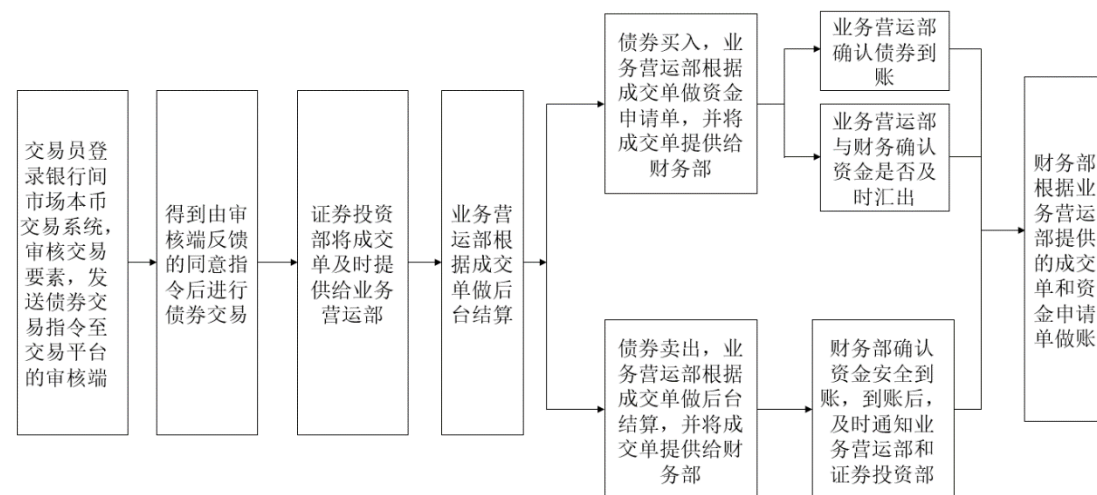 交易员登
录银行间
市场本币
交易系统，
审核交易
要素，发
送债券交
易指令至
交易平台
的审核端
得到由审
核端反馈
的同意指
令后进行
债券交易
证券投资
部将成交
单及时提
供给业务
营运部
业务营
运部根
据成交
单做后
台结算
债券买入，业
务营运部根据
成交单做资金
申请单，并将
成交单提供给
财务部
业务营运部
确认债券到
账
业务营运部
与财务确认
资金是否及
时汇出
债券卖出，业
务营运部根据
成交单做后台
结算，并将成
交单提供给财
务部
财务部确认
资金安全到
账，到账后，
及时通知业
务营运部和
证券投资部
财务部
根据业
务营运
部提供
的成交
单和资
金申请
单做账